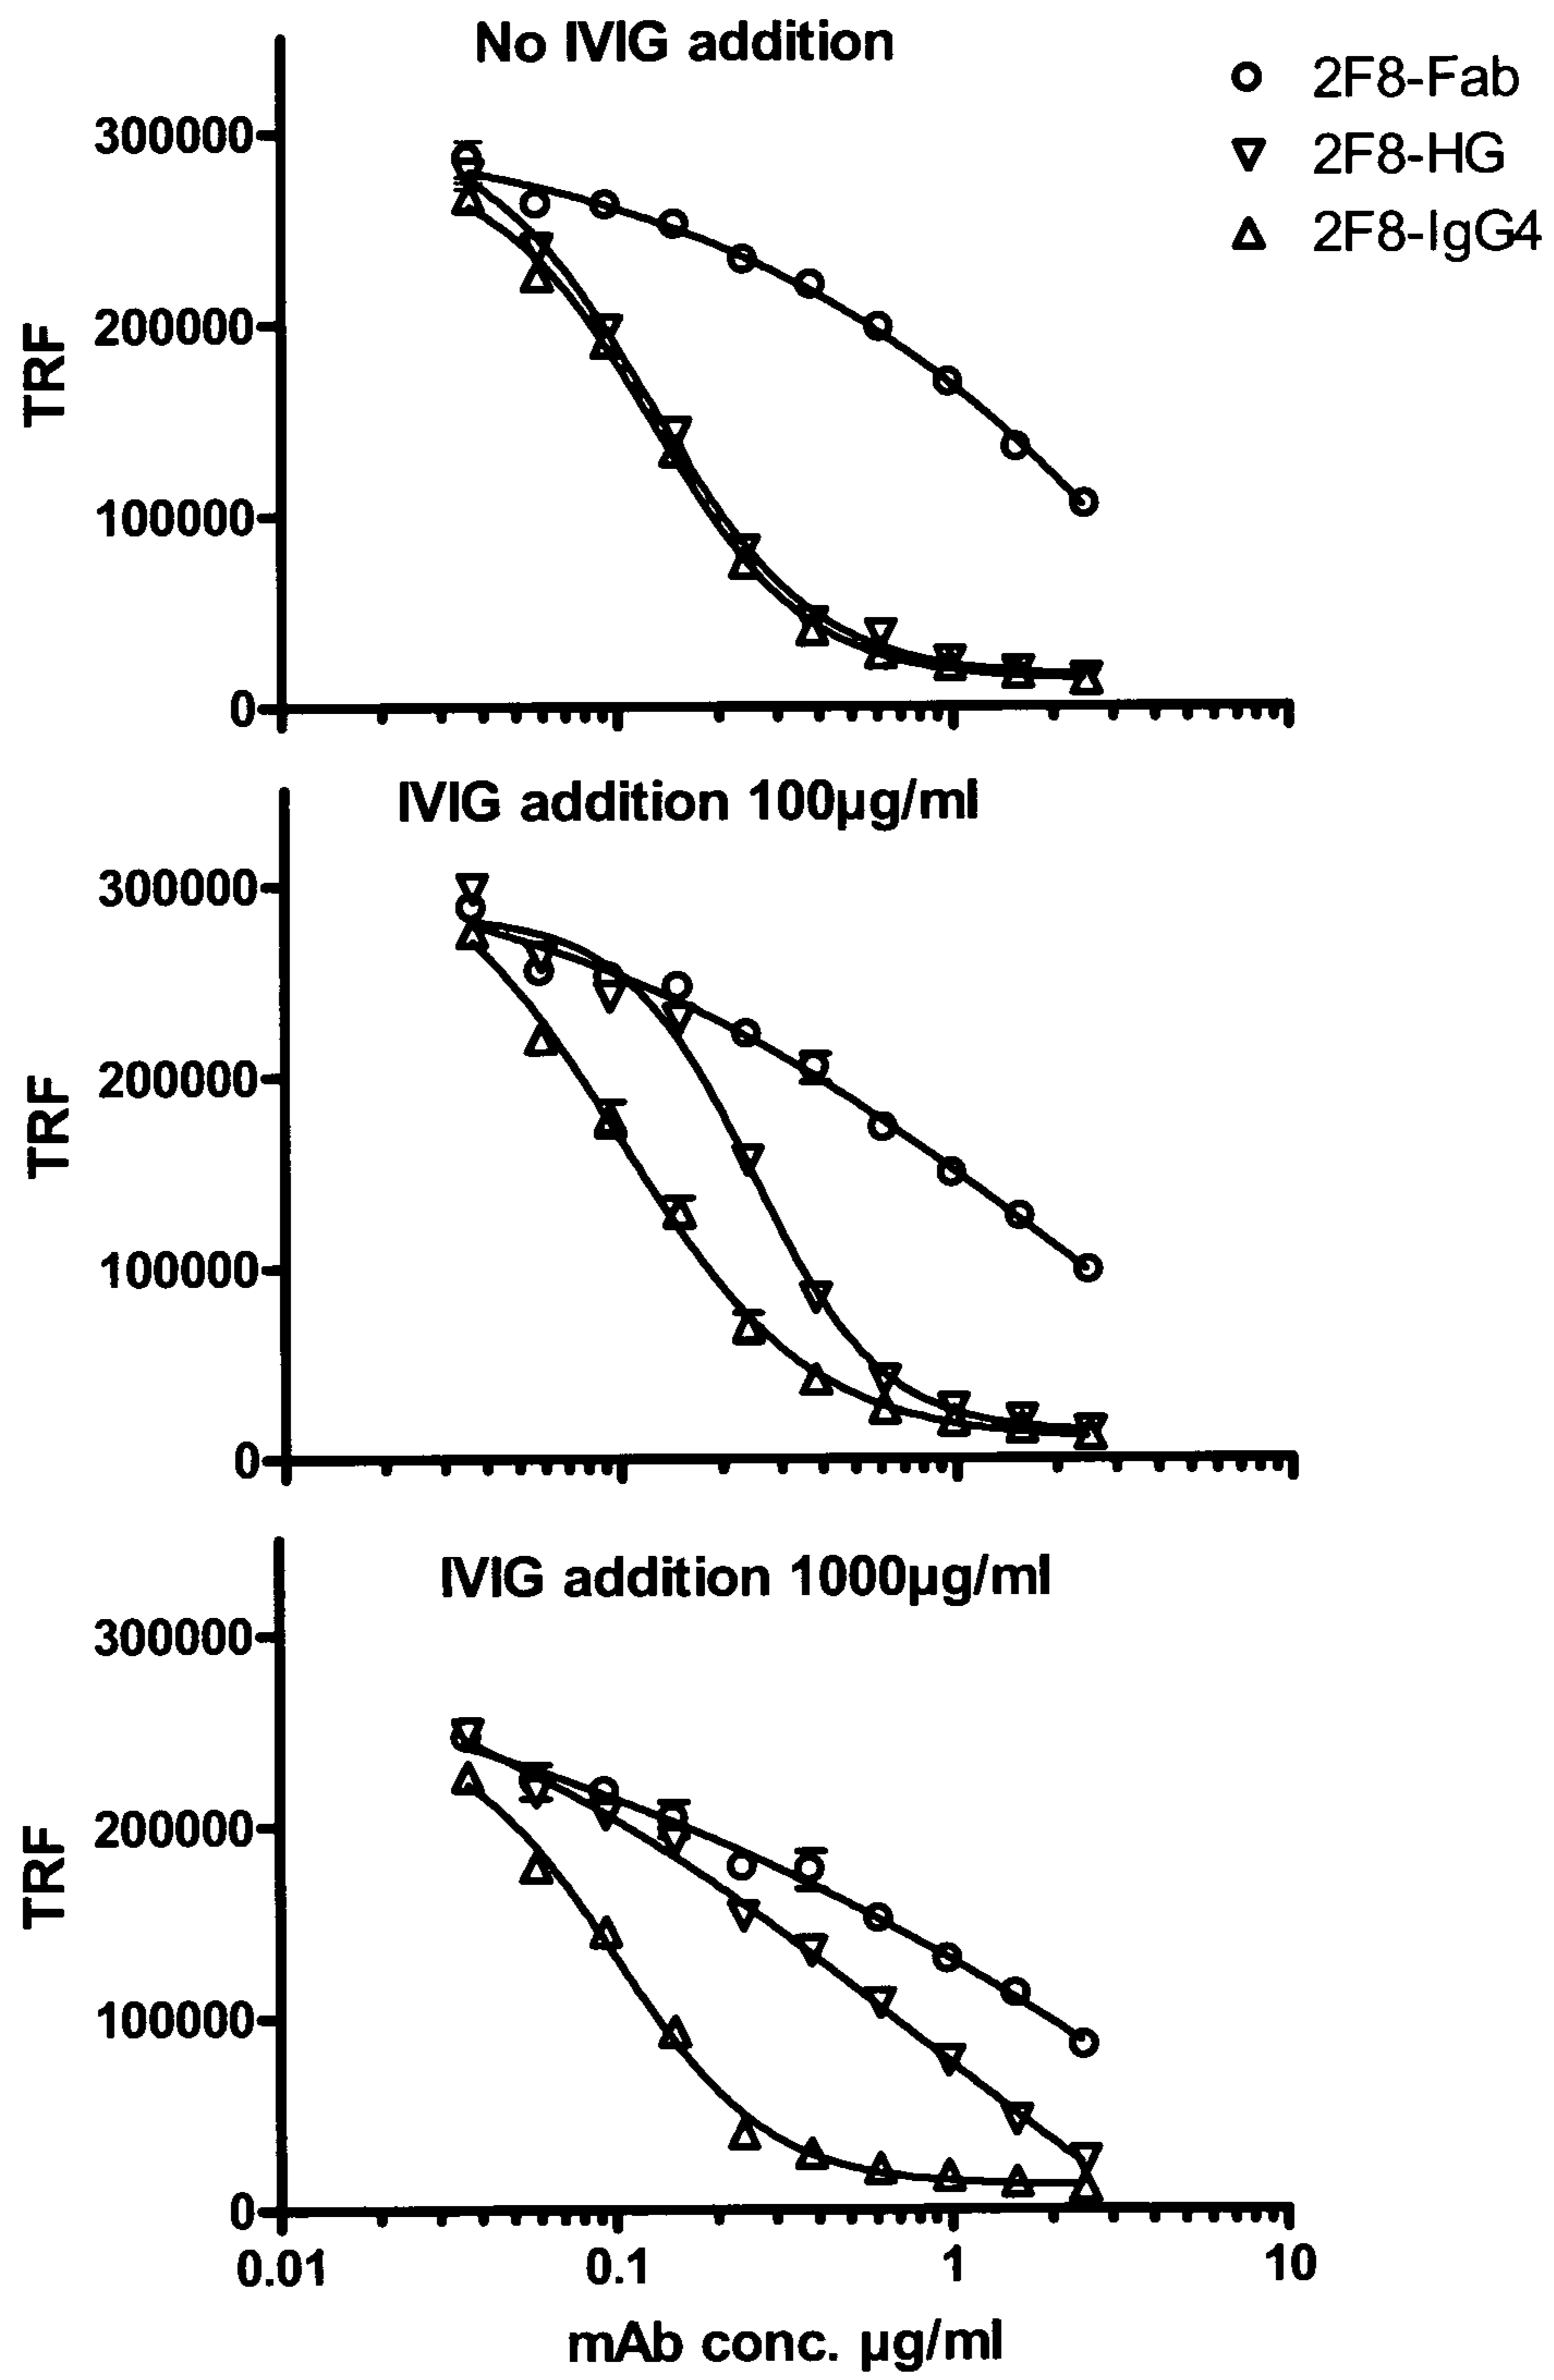 No IVIG addition
2F8-Fab
2F8-HG
2F8-IgG4
300000
200000
100000
0
TRF
IVIG addition 100µg/ml
300000
200000
100000
0
TRF
IVIG addition 1000µg/ml
300000
200000
100000
0
TRF
0.01 0.1 1 10
mAb conc. µg/ml